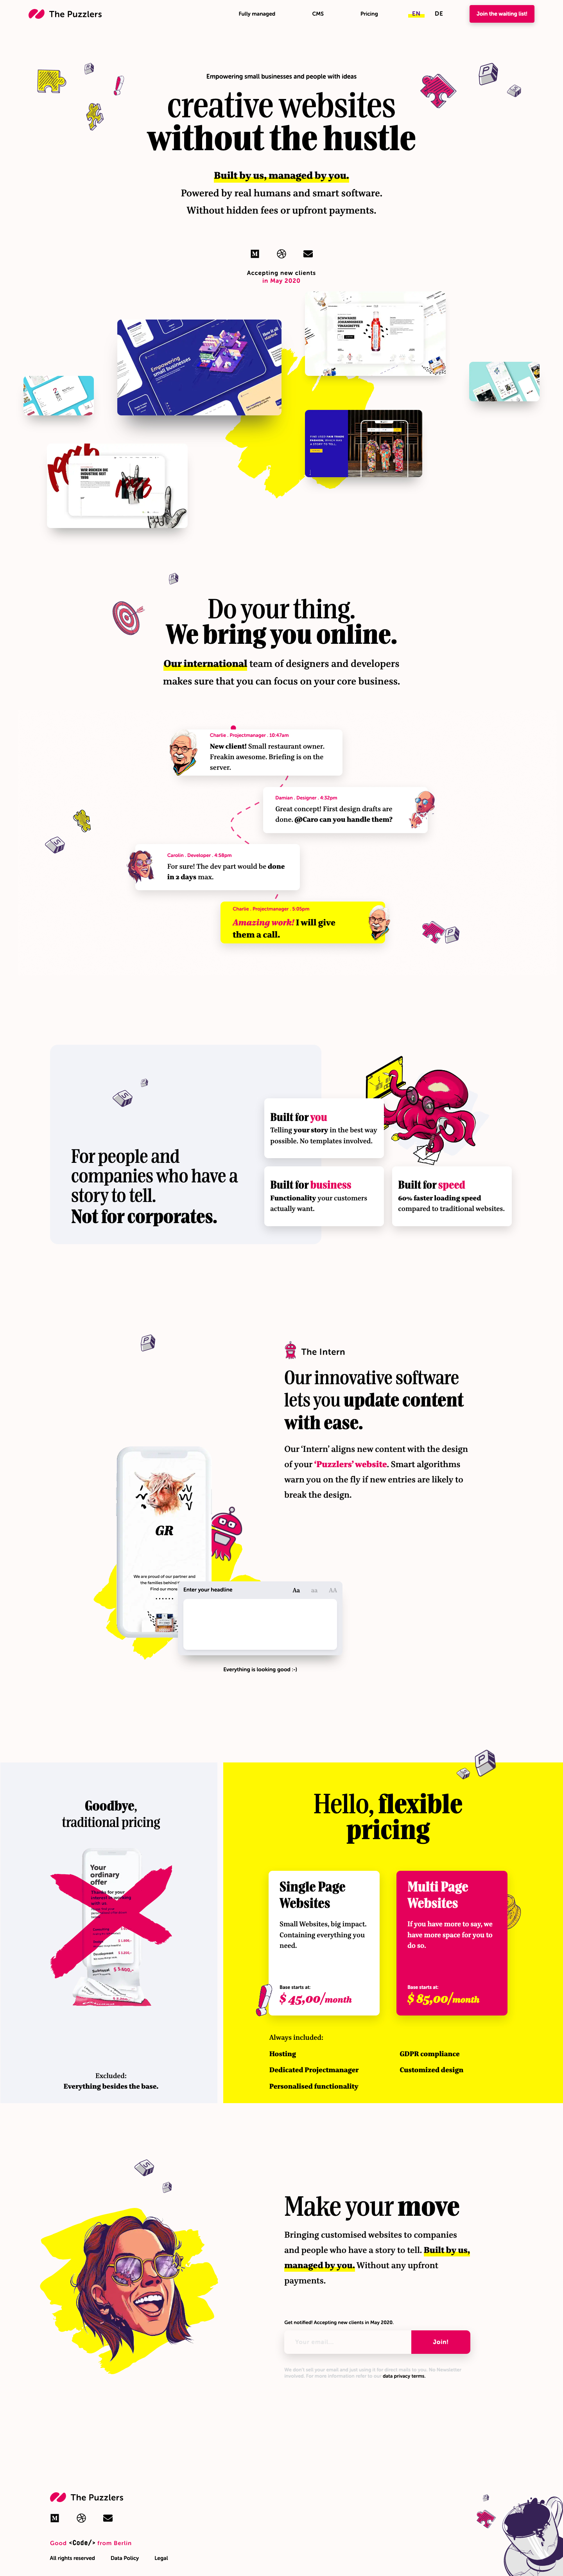 The Puzzlers
Fully managed
CMS
Pricing
EN
DE
Join the waiting list!
Empowering small businesses and people with ideas
creative websites
without the hustle
Built by us, managed by you.
Powered by real humans and smart software.
Without hidden fees or upfront payments.
Accepting new clients
in May 2020
Empowering
small businesses
Do your thing.
We bring you online.
Our international team of designers and developers
makes sure that you can focus on your core business.
Charlie . Projectmanager . 10:47am
New client! Small restaurant owner.
Freakin awesome. Briefing is on the
server.
Damian . Designer . 4:32pm
Great concept! First design drafts are
done. @Caro can you handle them?
Carolin . Developer . 4:58pm
For sure! The dev part would be done
in 2 days max.
Charlie . Projectmanager . 5:05pm
Amazing work! I will give
them a call.
For people and
companies who have a
story to tell.
Not for corporates.
Built for you
Telling your story in the best way
possible. No templates involved.
Built for business
Functionality your customers
actually want.
Built for speed
60% faster loading speed
compared to traditional websites.
The Intern
Our innovative software
lets you update content
with ease.
Our ‘Intern’ aligns new content with the design
of your ‘Puzzlers’ website. Smart algorithms
warn you on the fly if new entries are likely to
break the design.
GR
We are proud of our partner and
the families behind
Find our more
Enter your headline
Aa
aa
AA
Everything is looking good :-)
Goodbye,
traditional pricing
Your
ordinary
offer
Excluded:
Everything besides the base.
Hello, flexible
pricing
Single Page
Websites
Small Websites, big impact.
Containing everything you
need.
Base starts at:
$ 45,00/month
Multi Page
Websites
If you have more to say, we
have more space for you to
do so.
Base starts at:
$ 85,00/month
Always included:
Hosting
GDPR compliance
Dedicated Projectmanager
Customized design
Personalised functionality
Make your move
Bringing customised websites to companies
and people who have a story to tell. Built by us,
managed by you. Without any upfront
payments.
Get notified! Accepting new clients in May 2020.
Your email...
Join!
We don't sell your email and just using it for direct mails to you. No Newsletter
involved. For more information refer to our data privacy terms.
The Puzzlers
Good <Code/> from Berlin
All rights reserved
Data Policy
Legal